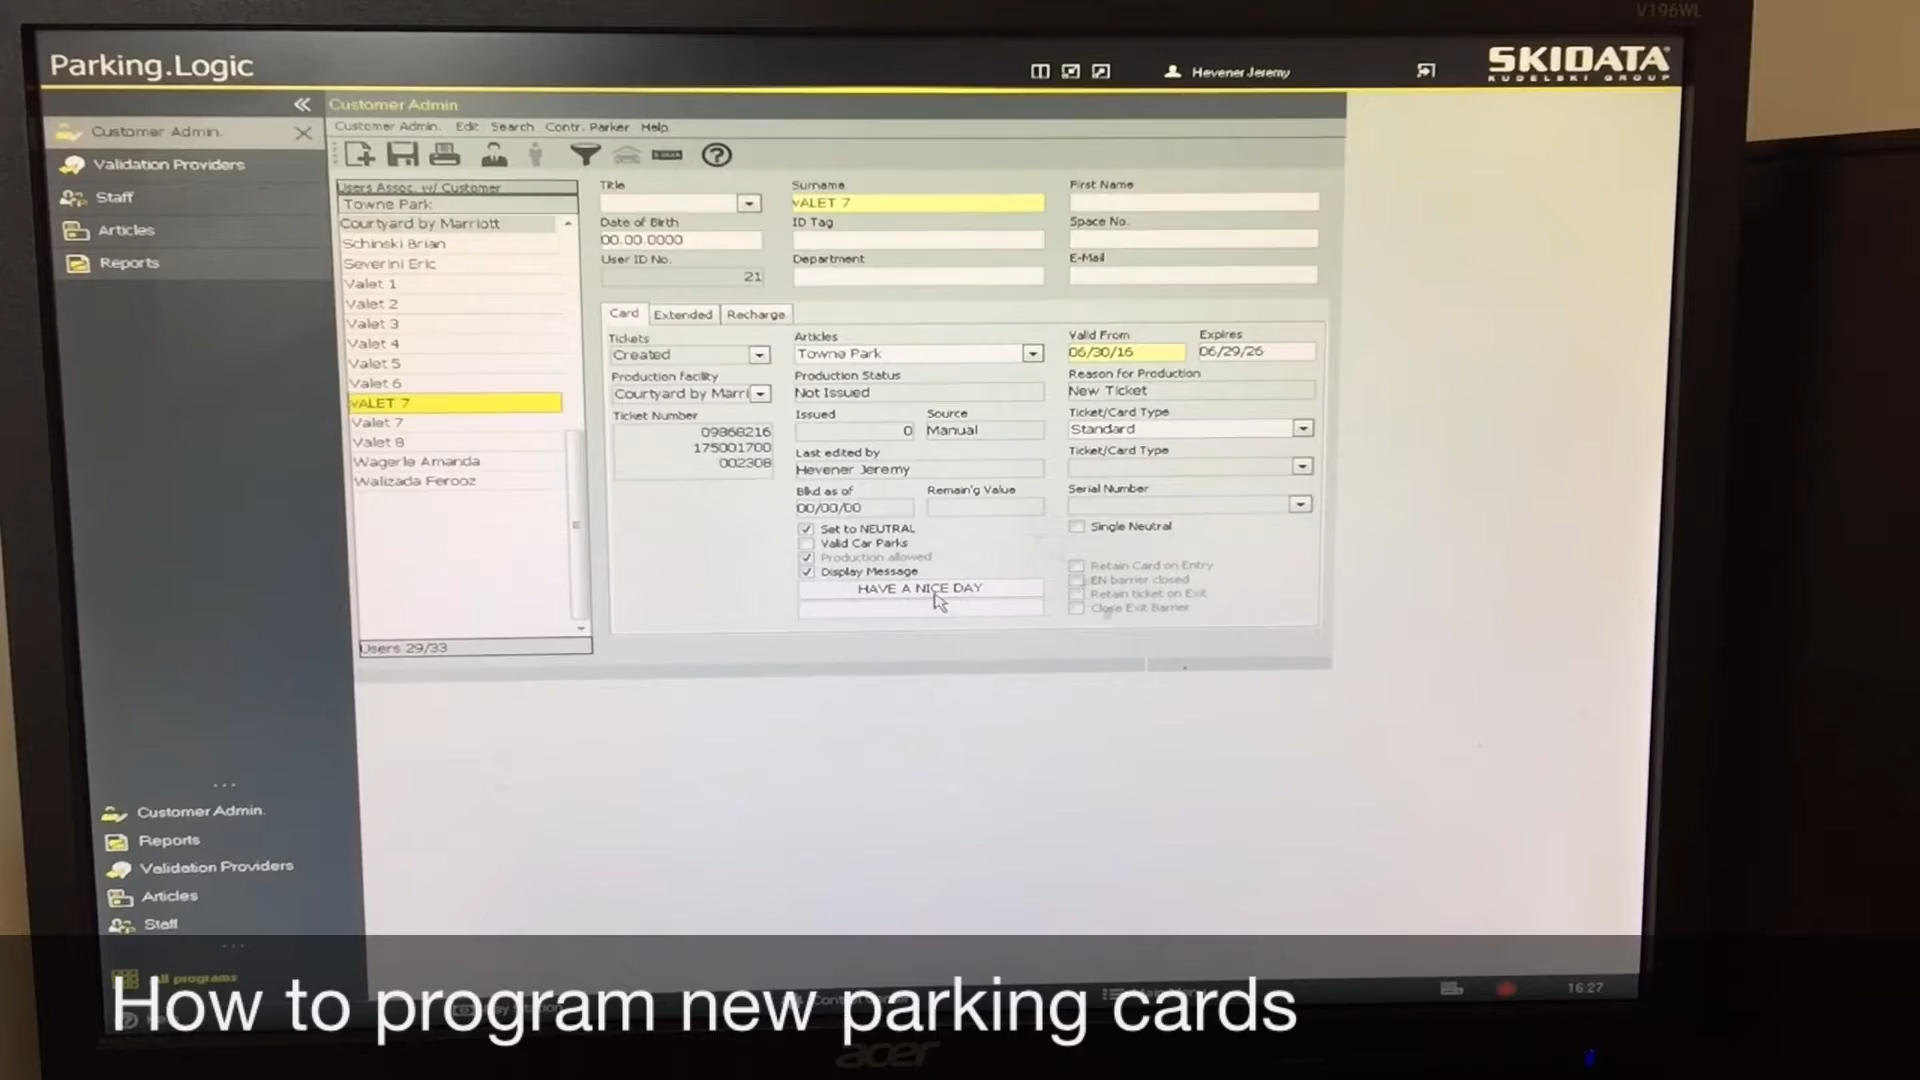 V196WL
Parking.Logic
Hevener Jeremy
SKIDATA
KUDELSKI GROUP
Customer Admin.
Validation Providers
Staff
Articles
Reports
Customer Admin
Customer Admin. Edit Search Contr. Parker Help
Users Assoc. w/ Customer
Towne Park
Courtyard by Marriott
Schinski Brian
Severini Eric
Valet 1
Valet 2
Valet 3
Valet 4
Valet 5
Valet 6
vALET 7
Valet 7
Valet 8
Wagerle Amanda
Walizada Ferooz
Users 29/33
Title
Surname
vALET 7
First Name
Date of Birth
00.00.0000
ID Tag
Space No.
User ID No.
21
Department
E-Mail
Card Extended Recharge
Tickets
Created
Articles
Towne Park
Valid From
06/30/16
Expires
06/29/26
Production facility
Courtyard by Marri
Production Status
Not Issued
Reason for Production
New Ticket
Ticket Number
09868216
175001700
002308
Issued
0
Source
Manual
Ticket/Card Type
Standard
Last edited by
Hevener Jeremy
Ticket/Card Type
Blkd as of
00/00/00
Remain'g Value
Serial Number
Set to NEUTRAL
Valid Car Parks
Production allowed
Display Message
HAVE A NICE DAY
Single Neutral
Retain Card on Entry
EN barrier closed
Retain ticket on Exit
Close Exit Barrier
Customer Admin.
Reports
Validation Providers
Articles
Staff
All programs
16:27
How to program new parking cards
acer